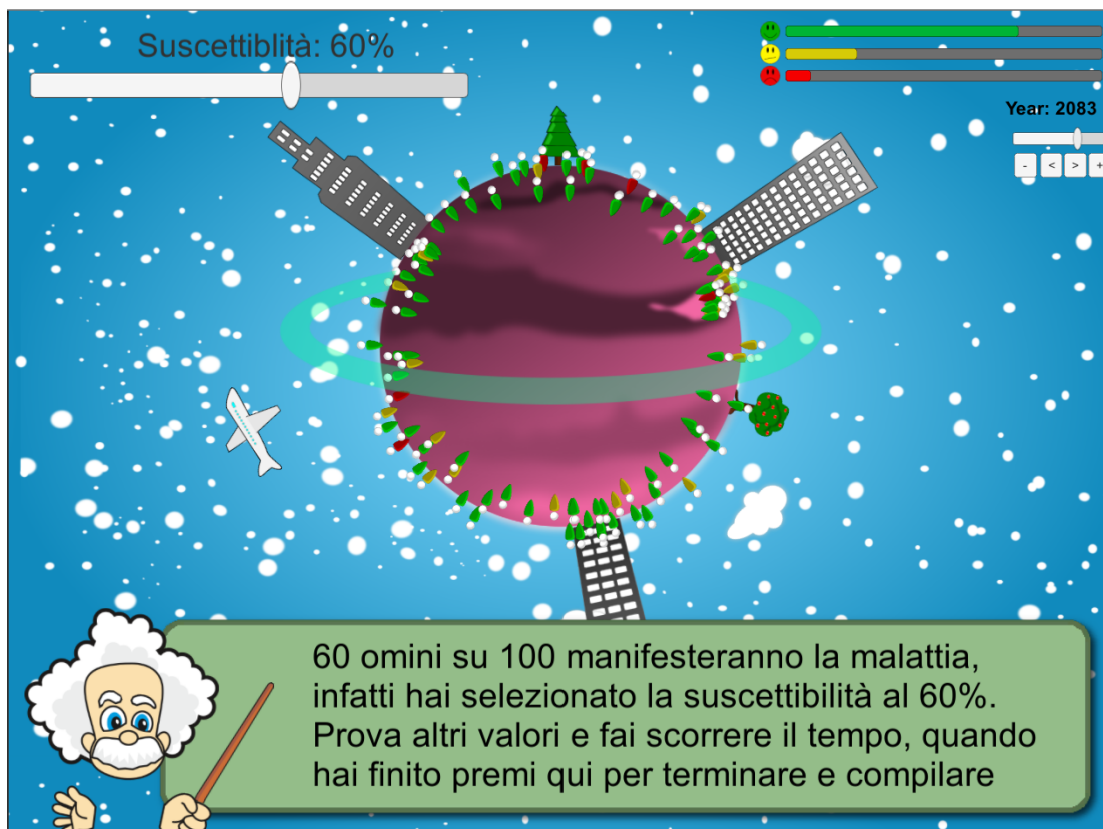 Suscettiblità: 60%
Year: 2083
- < > +
60 omini su 100 manifesteranno la malattia,
infatti hai selezionato la suscettibilità al 60%.
Prova altri valori e fai scorrere il tempo, quando
hai finito premi qui per terminare e compilare